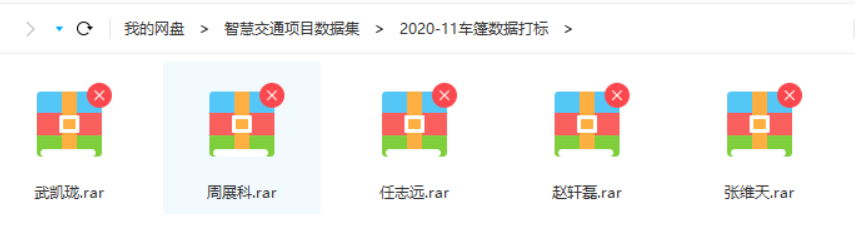 我的网盘 > 智慧交通项目数据集 > 2020-11车篷数据打标 >
武凯珑.rar 周展科.rar 任志远.rar 赵轩磊.rar 张维天.rar